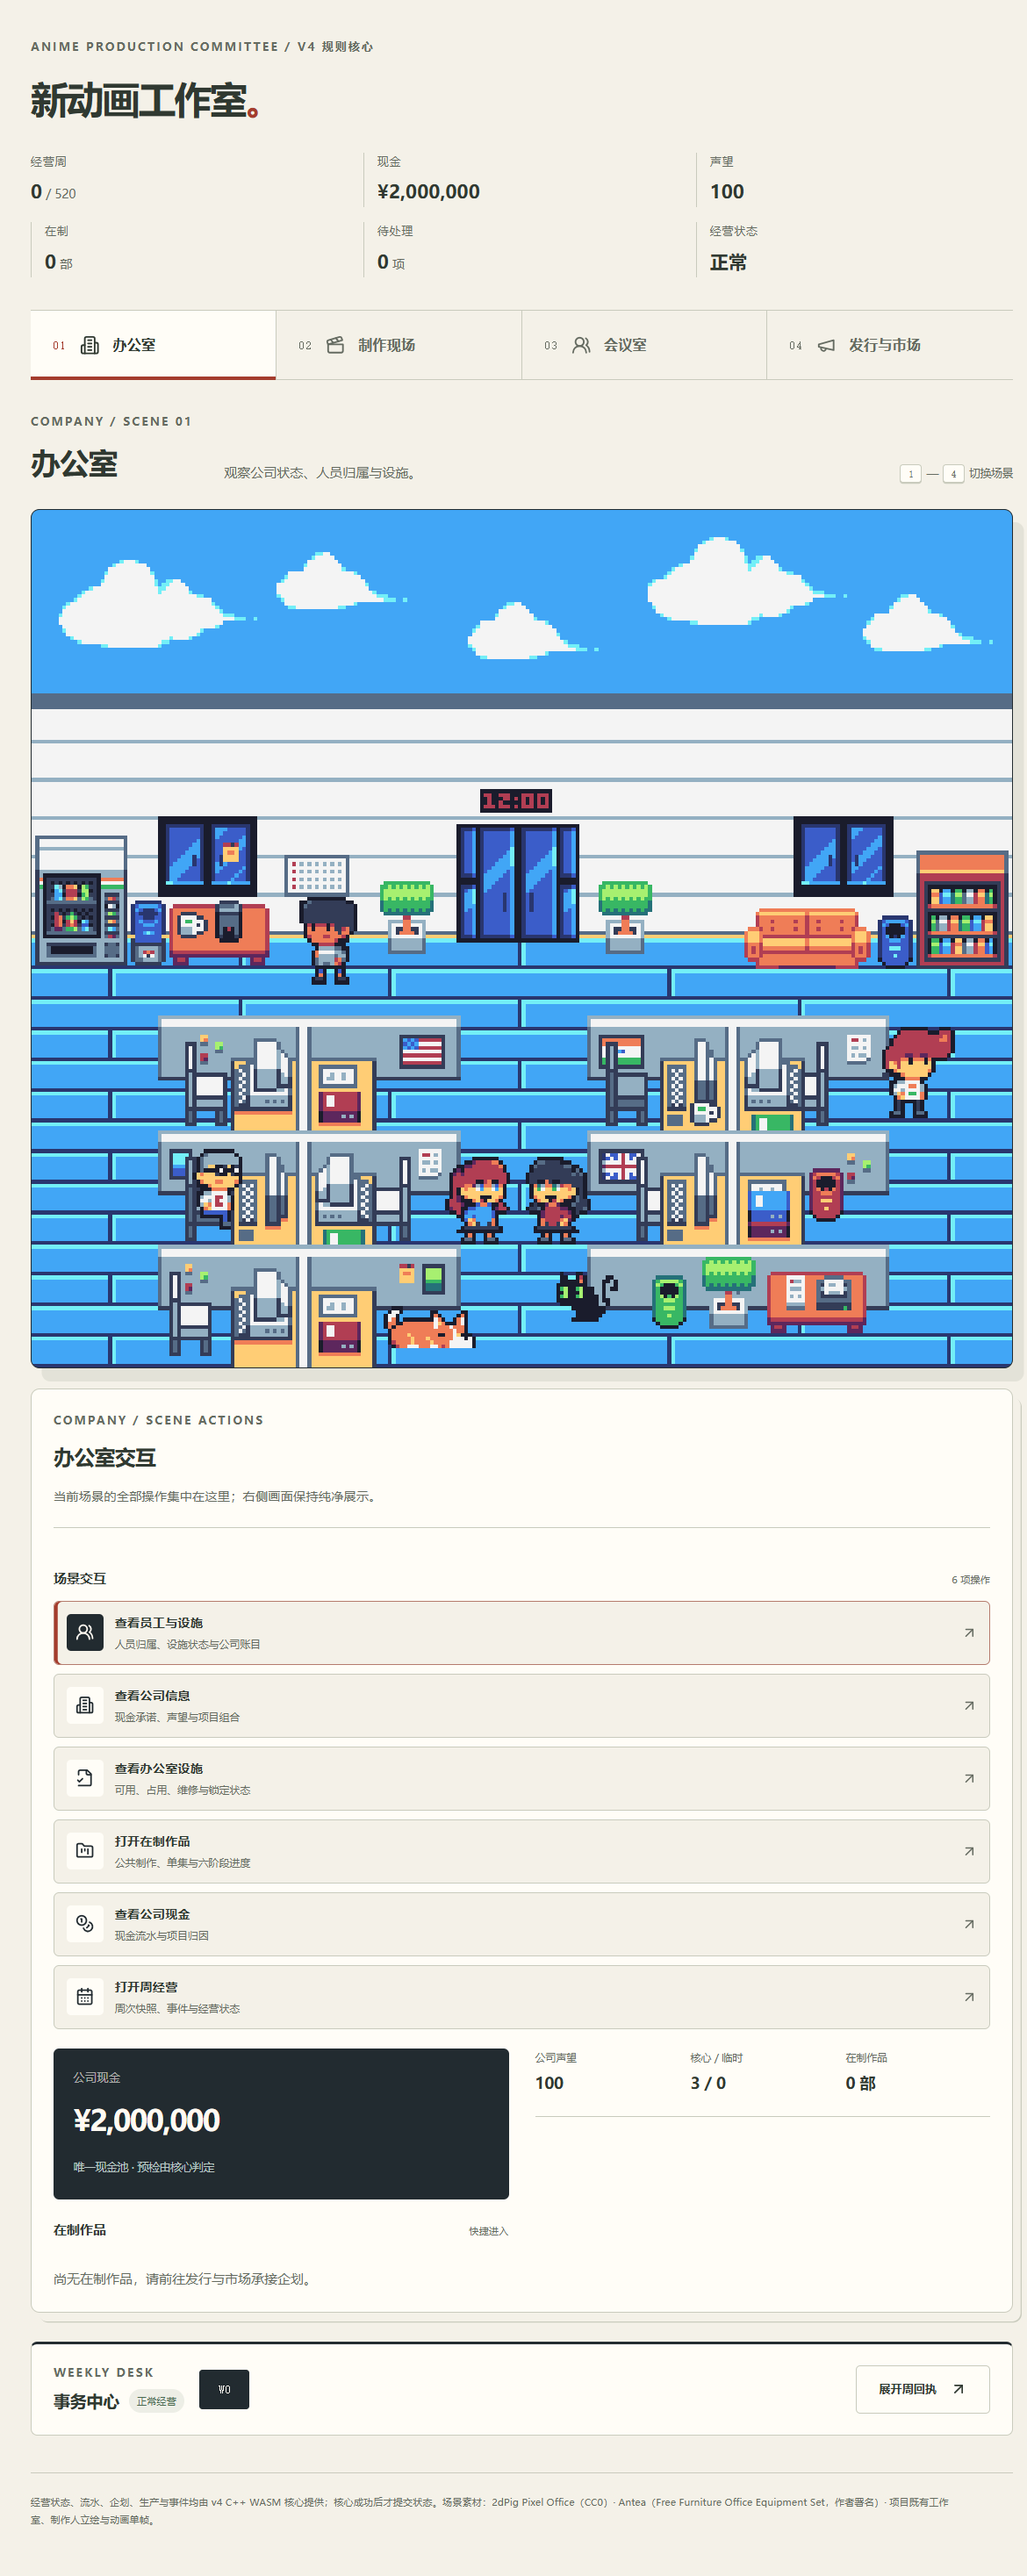 ANIME PRODUCTION COMMITTEE / V4 规则核心
新动画工作室。
经营周
现金
声望
0 / 520
¥2,000,000
100
在制
待处理
经营状态
0 部
0 项
正常
01 办公室
02 制作现场
03 会议室
04 发行与市场
COMPANY / SCENE 01
办公室
观察公司状态、人员归属与设施。
1 — 4 切换场景
12:00
COMPANY / SCENE ACTIONS
办公室交互
当前场景的全部操作集中在这里；右侧画面保持纯净展示。
场景交互
6 项操作
查看员工与设施
人员归属、设施状态与公司账目
查看公司信息
现金承诺、声望与项目组合
查看办公室设施
可用、占用、维修与锁定状态
打开在制作品
公共制作、单集与六阶段进度
查看公司现金
现金流水与项目归因
打开周经营
周次快照、事件与经营状态
公司现金
¥2,000,000
唯一现金池 · 预检由核心判定
公司声望
核心 / 临时
在制作品
100
3 / 0
0 部
在制作品
快捷进入
尚无在制作品，请前往发行与市场承接企划。
WEEKLY DESK
事务中心
正常经营
W0
展开周回执
经营状态、流水、企划、生产与事件均由 v4 C++ WASM 核心提供；核心成功后才提交状态。场景素材：2dPig Pixel Office（CC0）· Antea（Free Furniture Office Equipment Set，作者署名）· 项目既有工作
室、制作人立绘与动画单帧。